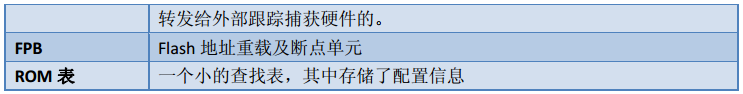 转发给外部跟踪捕获硬件的。
FPB Flash 地址重载及断点单元
ROM 表 一个小的查找表，其中存储了配置信息